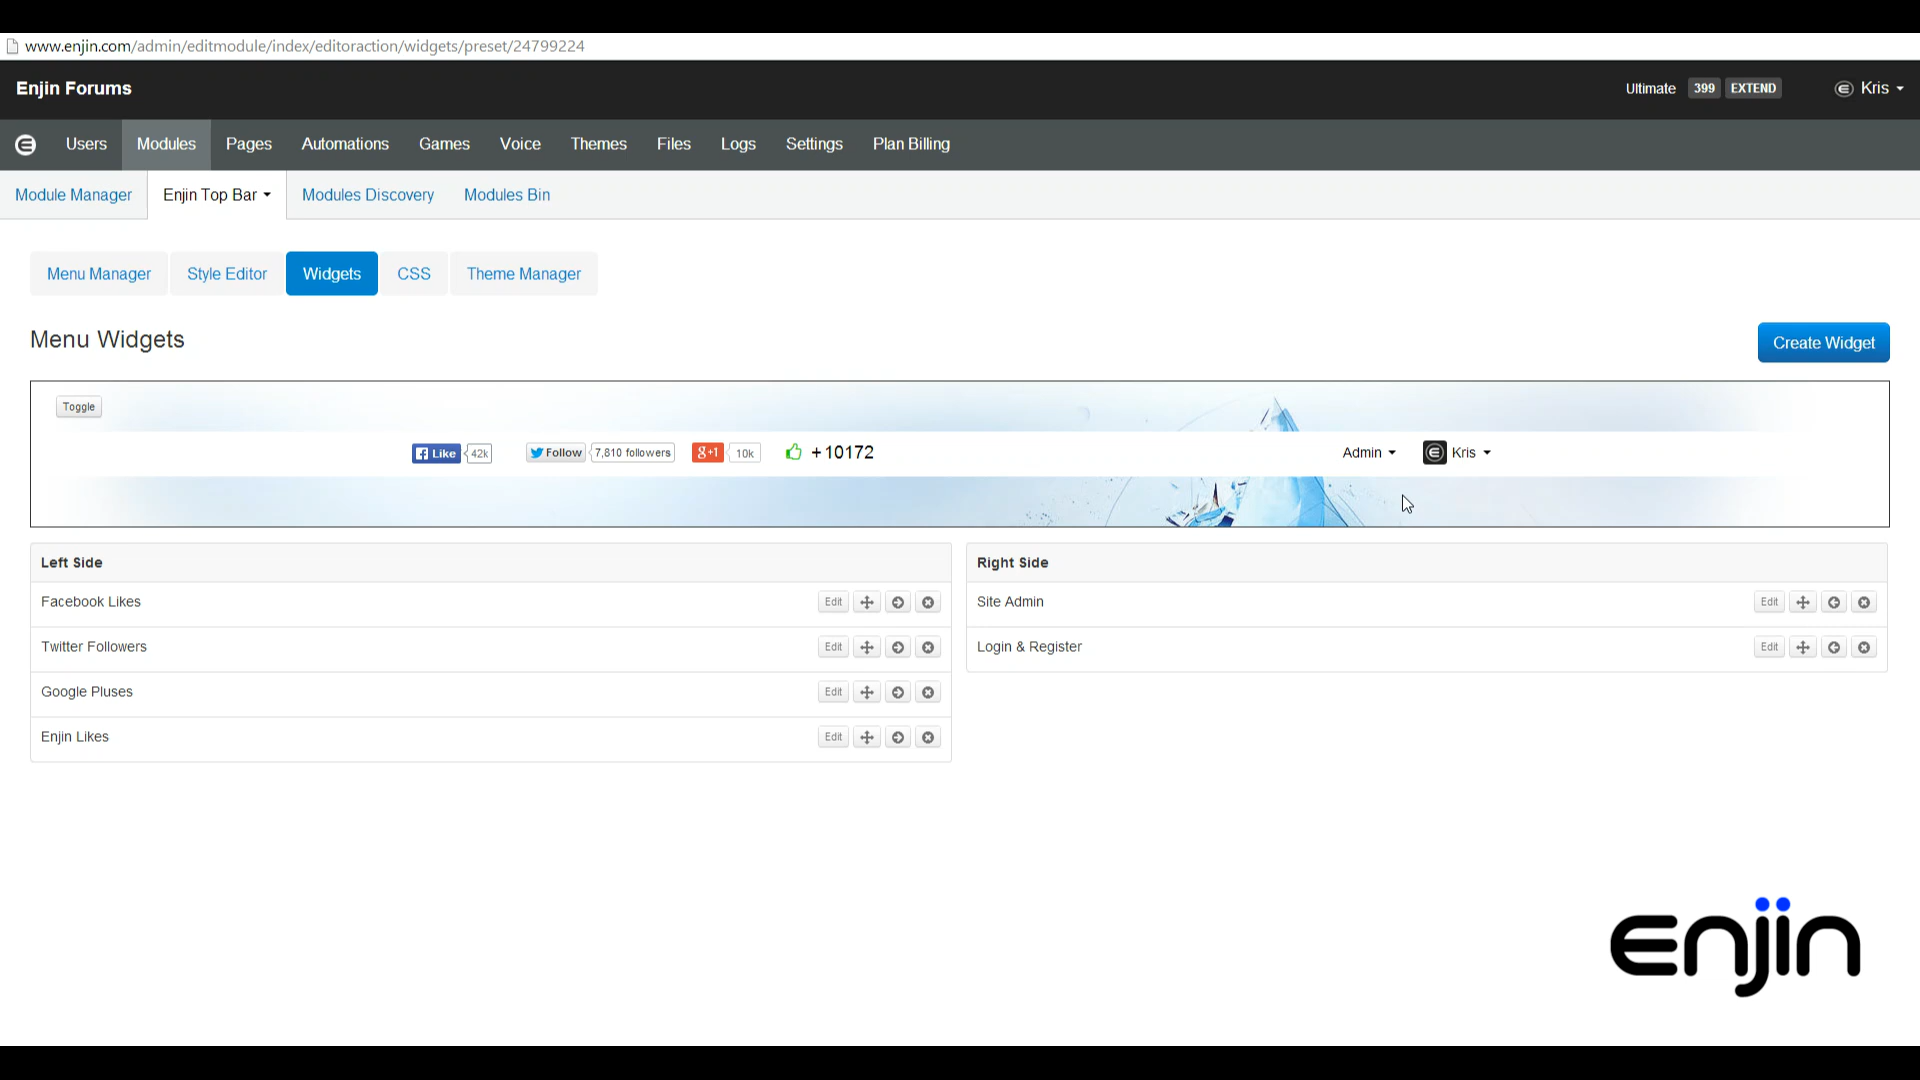 www.enjin.com/admin/editmodule/index/editoraction/widgets/preset/24799224
Enjin Forums
Ultimate 399 EXTEND Kris
Users Modules Pages Automations Games Voice Themes Files Logs Settings Plan Billing
Module Manager Enjin Top Bar Modules Discovery Modules Bin
Menu Manager Style Editor Widgets CSS Theme Manager
Menu Widgets
Create Widget
Toggle
Like 42k Follow 7,810 followers g+1 10k +10172 Admin Kris
Left Side
Facebook Likes Edit
Twitter Followers Edit
Google Pluses Edit
Enjin Likes Edit
Right Side
Site Admin Edit
Login & Register Edit
enjin